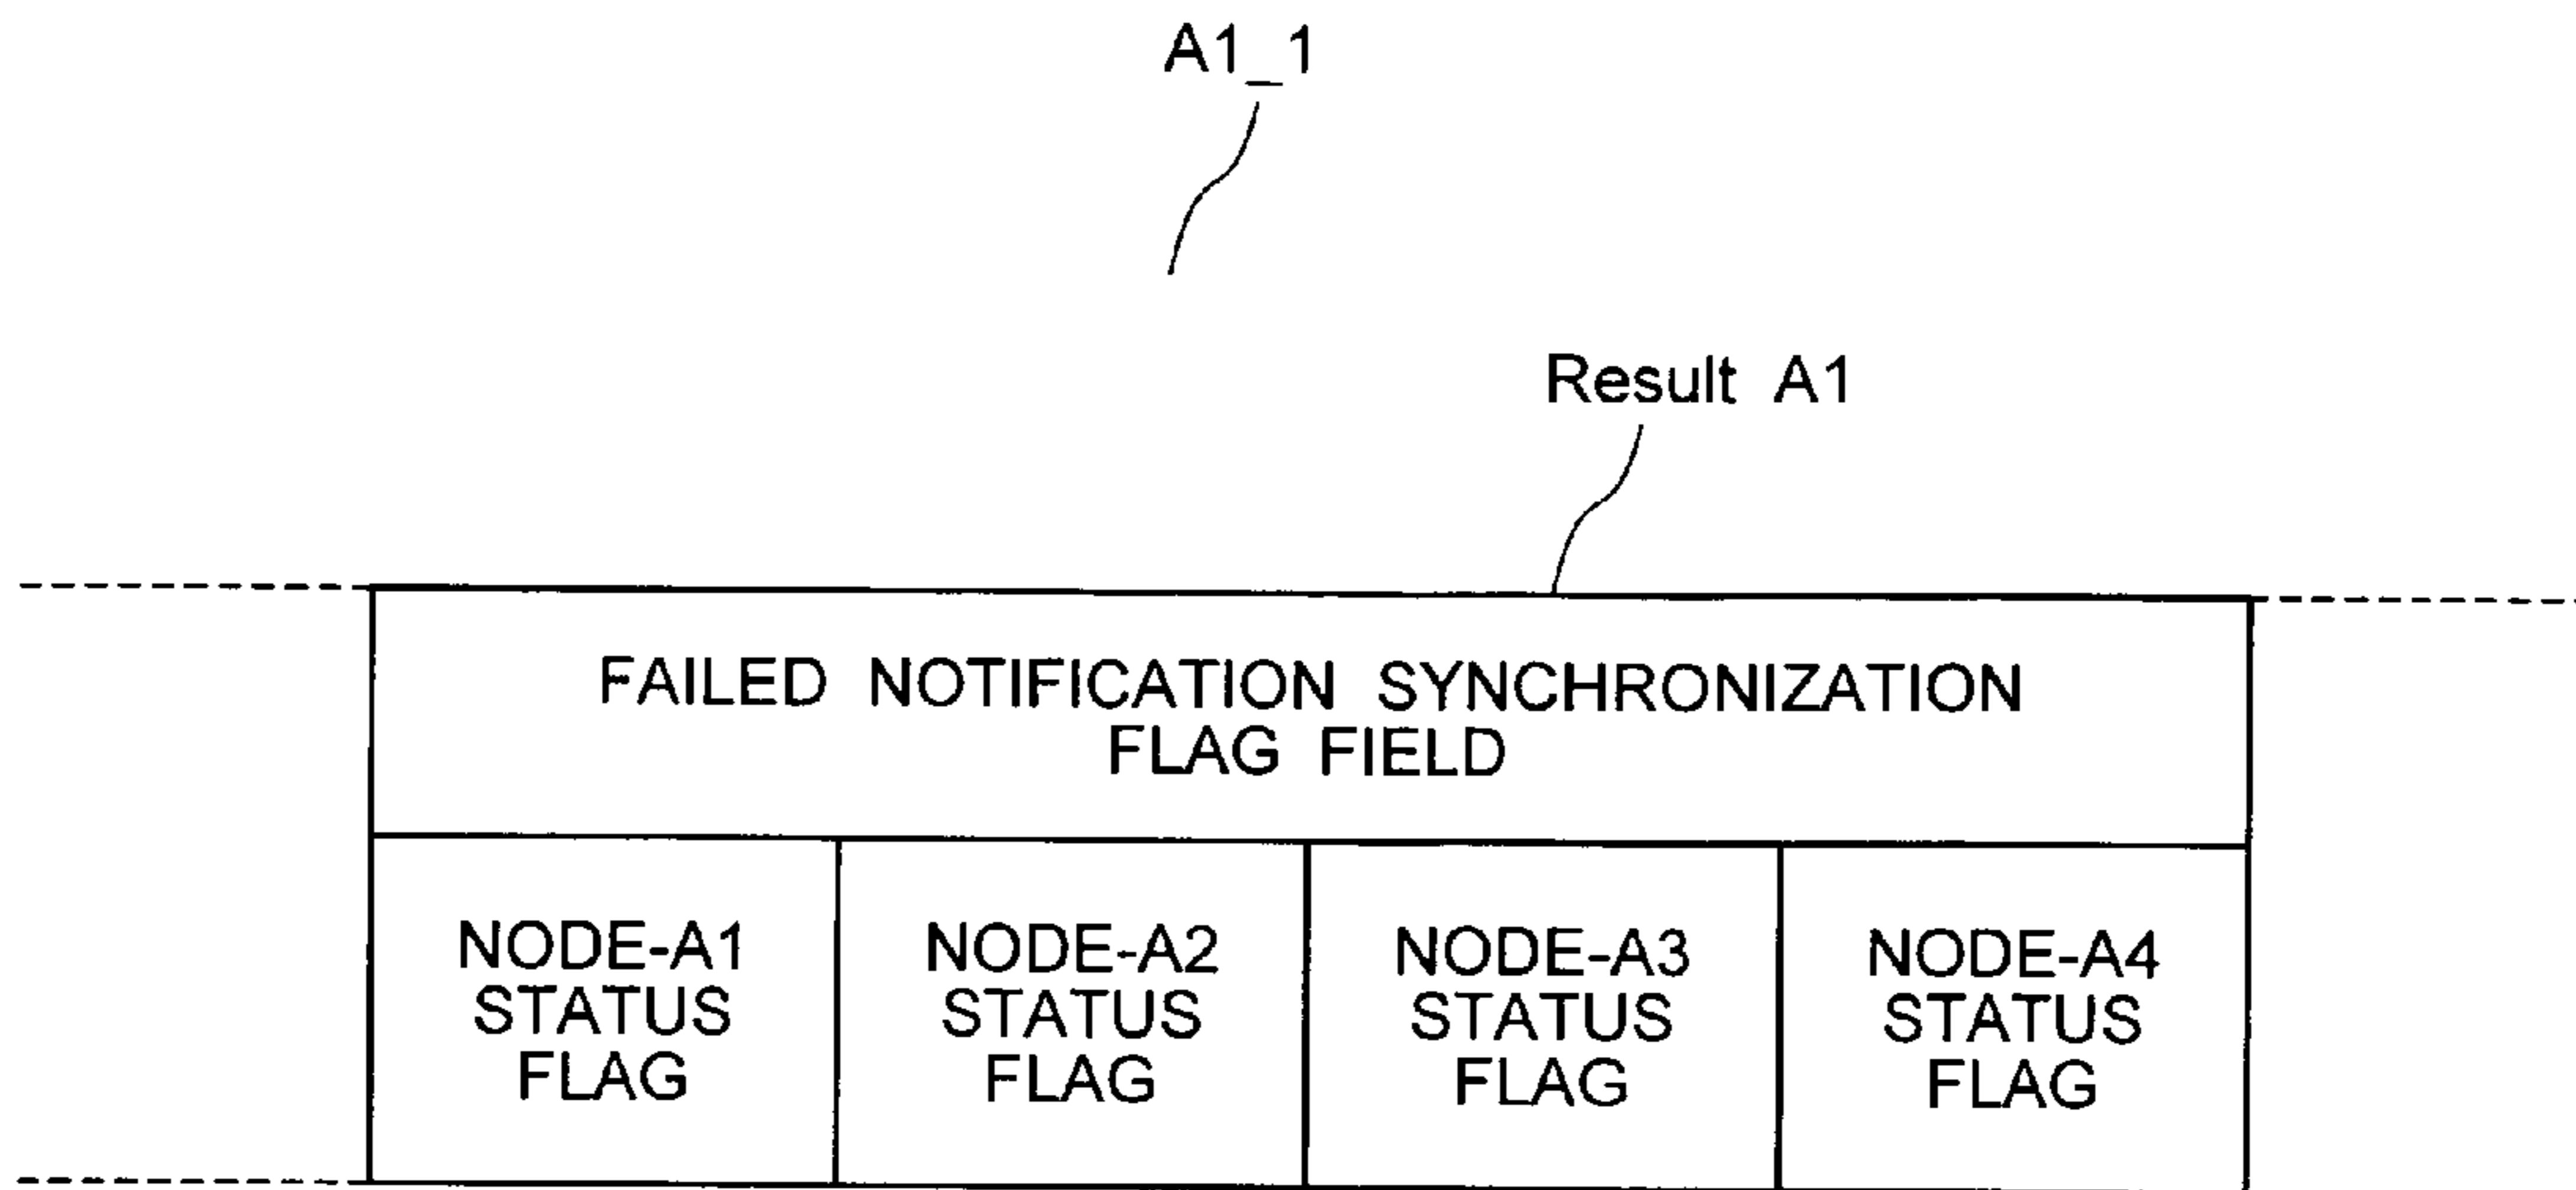 A1_1
Result A1
FAILED NOTIFICATION SYNCHRONIZATION
FLAG FIELD
NODE-A1
STATUS
FLAG
NODE-A2
STATUS
FLAG
NODE-A3
STATUS
FLAG
NODE-A4
STATUS
FLAG